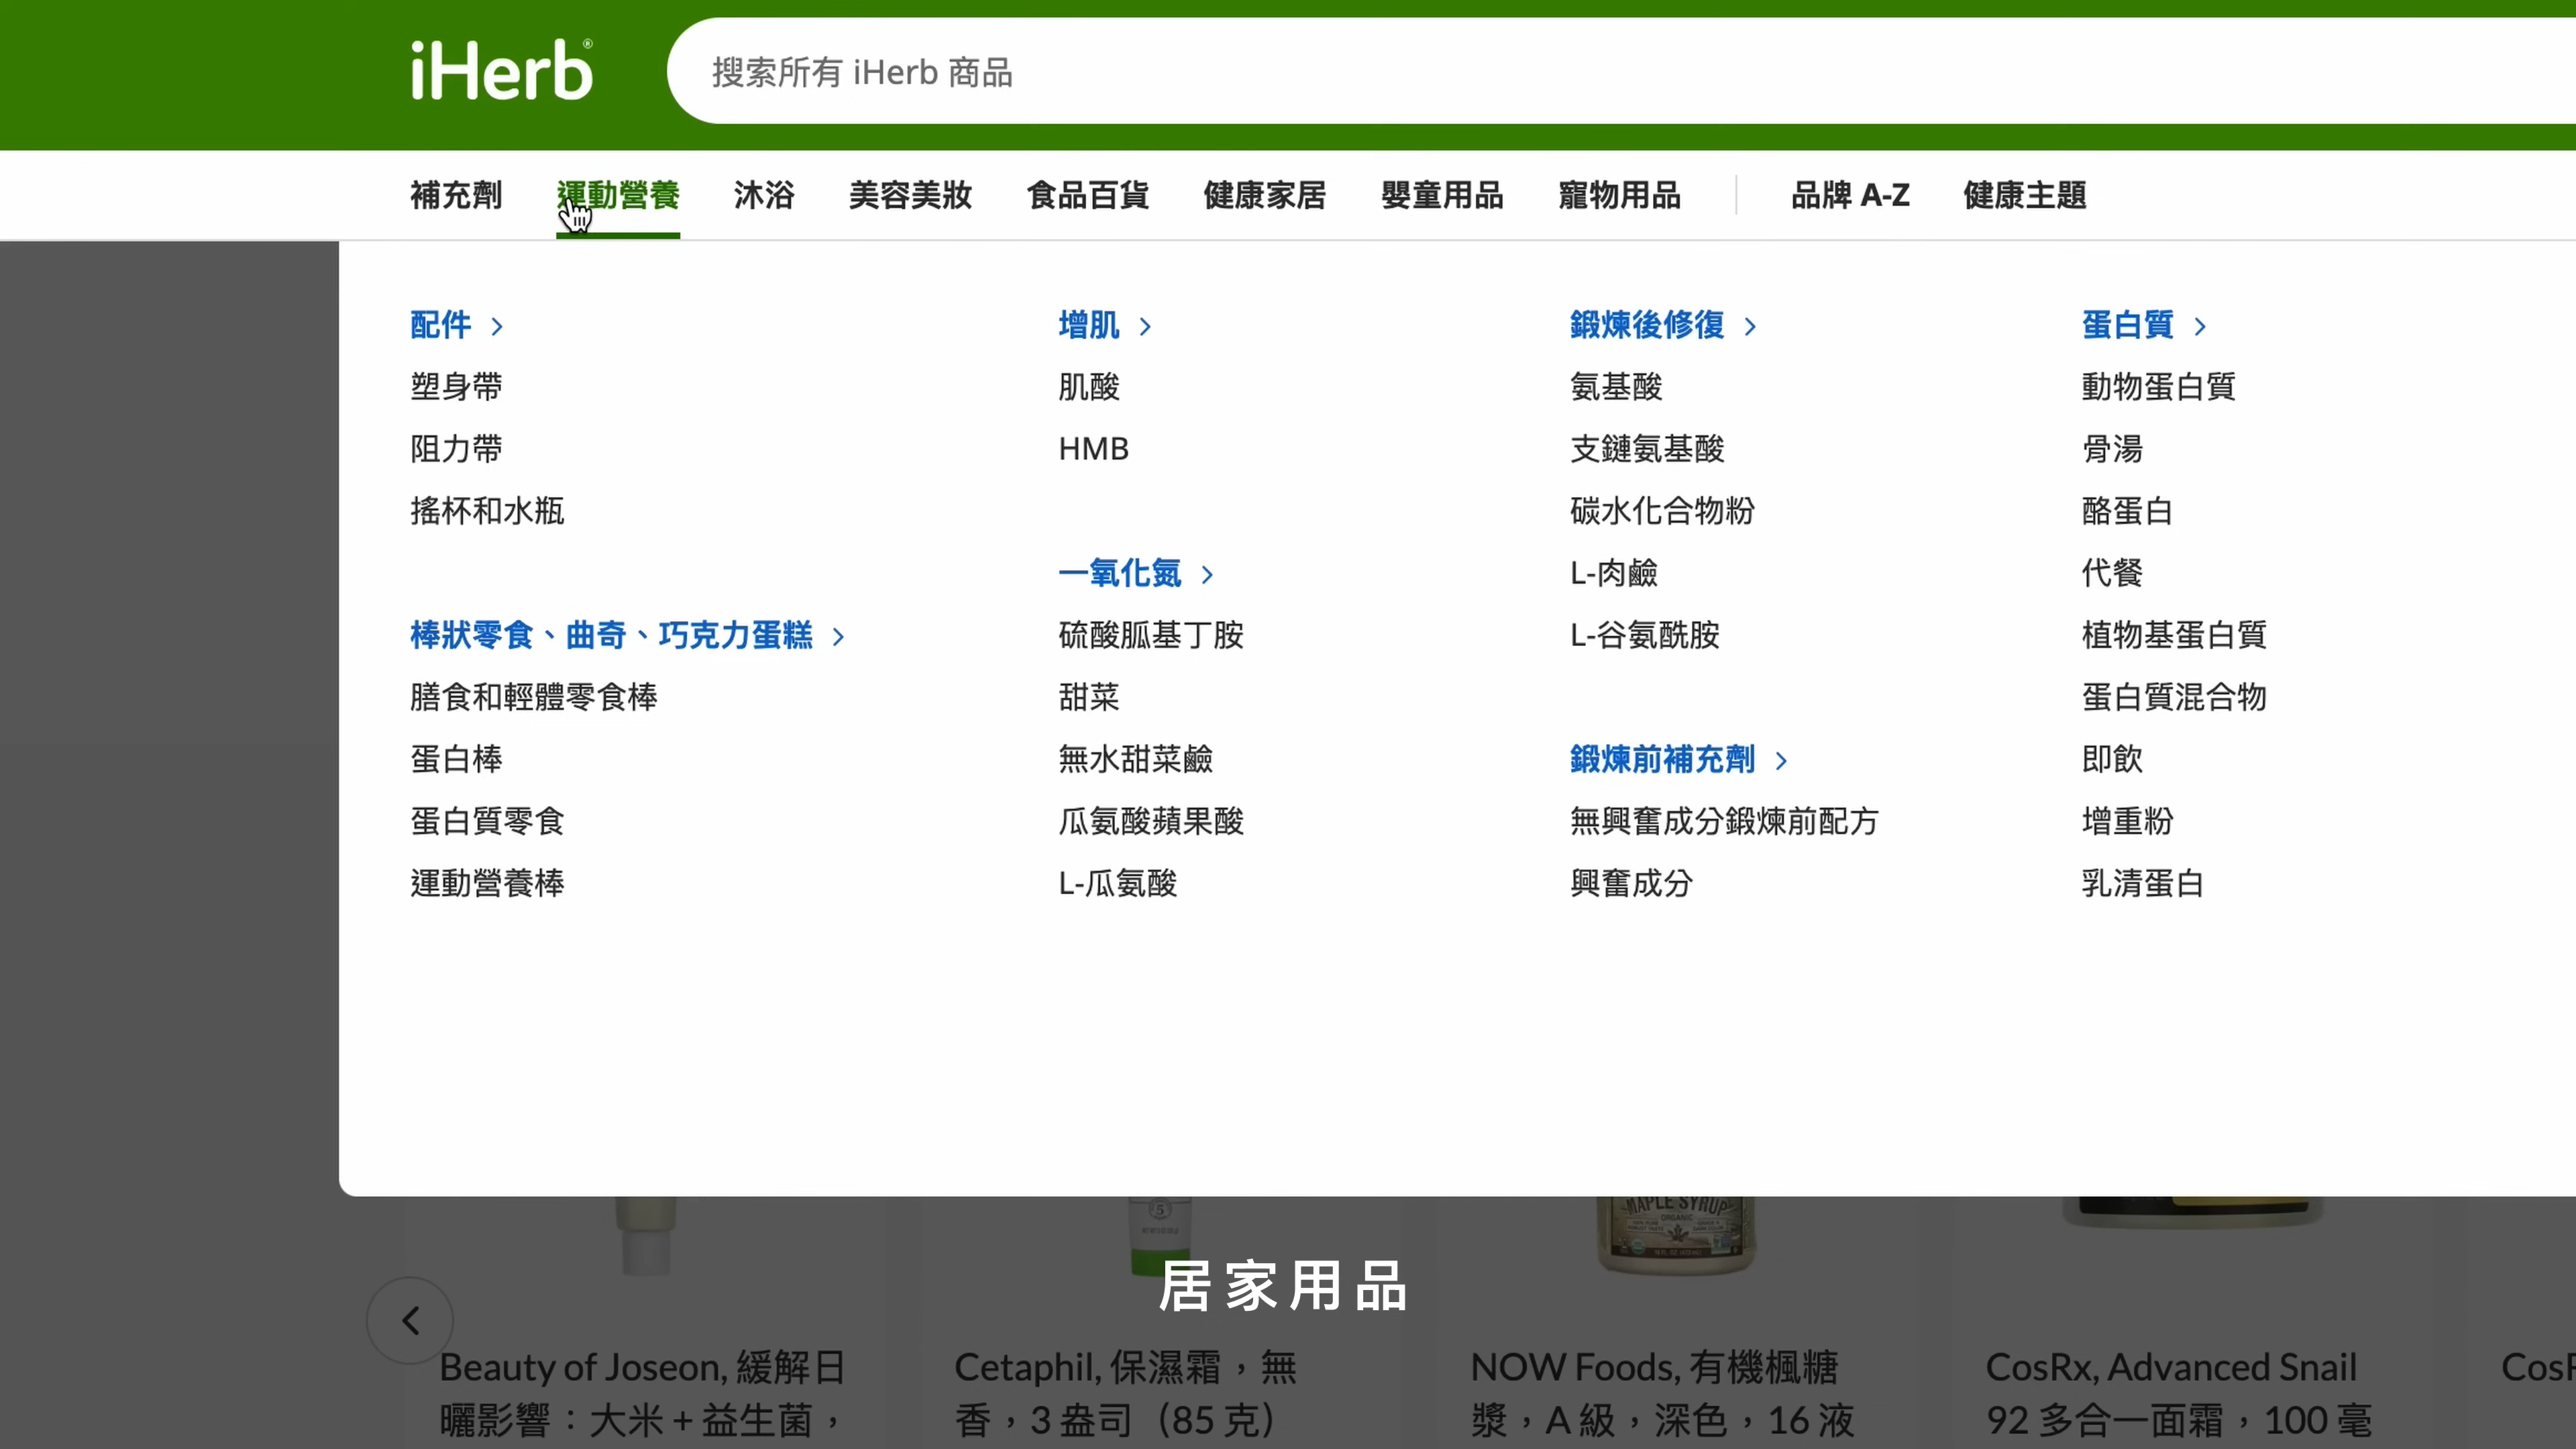 iHerb®
搜索所有 iHerb 商品
補充劑 運動營養 沐浴 美容美妝 食品百貨 健康家居 嬰童用品 寵物用品 品牌 A-Z 健康主題
配件
塑身帶
阻力帶
搖杯和水瓶
棒狀零食、曲奇、巧克力蛋糕
膳食和輕體零食棒
蛋白棒
蛋白質零食
運動營養棒
增肌
肌酸
HMB
一氧化氮
硫酸胍基丁胺
甜菜
無水甜菜鹼
瓜氨酸蘋果酸
L-瓜氨酸
鍛煉後修復
氨基酸
支鏈氨基酸
碳水化合物粉
L-肉鹼
L-谷氨酰胺
鍛煉前補充劑
無興奮成分鍛煉前配方
興奮成分
蛋白質
動物蛋白質
骨湯
酪蛋白
代餐
植物基蛋白質
蛋白質混合物
即飲
增重粉
乳清蛋白
5
MAPLE SYRUP
ORGANIC
居家用品
Beauty of Joseon, 緩解日
曬影響：大米 + 益生菌，
Cetaphil, 保濕霜，無
香，3 盎司（85 克）
NOW Foods, 有機楓糖
漿，A 級，深色，16 液
CosRx, Advanced Snail
92 多合一面霜，100 毫